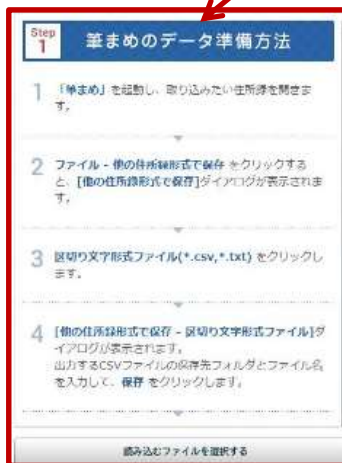 Step
1
筆まめのデータ準備方法
1 「筆まめ」を起動し、取り込みたい住所録を開きま
す。
2 ファイル - 他の住所録形式で保存 をクリックする
と、[他の住所録形式で保存]ダイアログが表示されま
す。
3 区切り文字形式ファイル(*.csv,*.txt) をクリックし
ます。
4 [他の住所録形式で保存 - 区切り文字形式ファイル]ダ
イアログが表示されます。
出力するCSVファイルの保存先フォルダとファイル名
を入力して、保存 をクリックします。
読み込むファイルを選択する